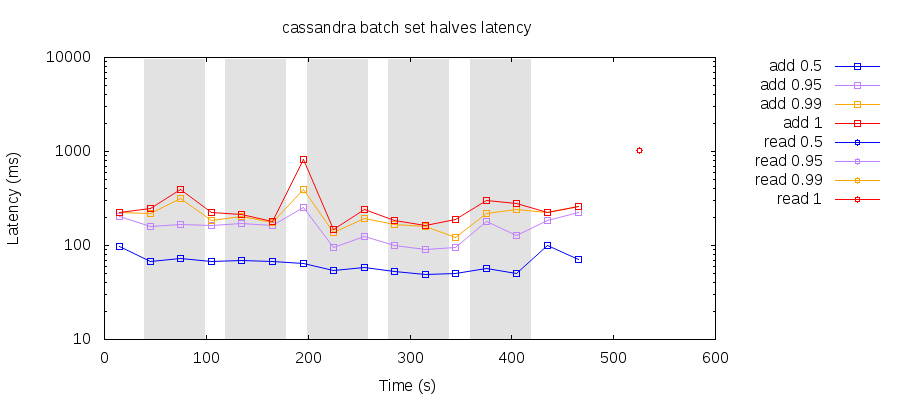 cassandra batch set halves latency
Latency (ms)
10000
1000
100
10
0 100 200 300 400 500 600
Time (s)
add 0.5
add 0.95
add 0.99
add 1
read 0.5
read 0.95
read 0.99
read 1